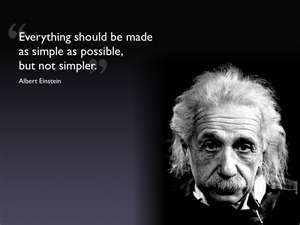 “Everything should be made
as simple as possible,
but not simpler.”
Albert Einstein